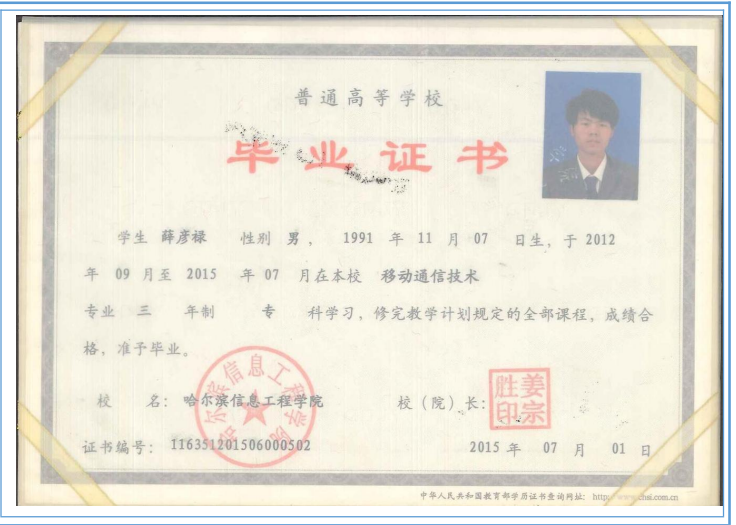 普通高等学校
毕业证书
学生 薛彦禄 性别 男， 1991 年 11 月 07 日生，于 2012
年 09 月至 2015 年 07 月在本校 移动通信技术
专业 三 年制 专 科学习，修完教学计划规定的全部课程，成绩合
格，准予毕业。
校 名： 哈尔滨信息工程学院 校（院）长： 姜宗胜印
证书编号： 116351201506000502 2015 年 07 月 01 日
中华人民共和国教育部学历证书查询网址： http://www.chsi.com.cn